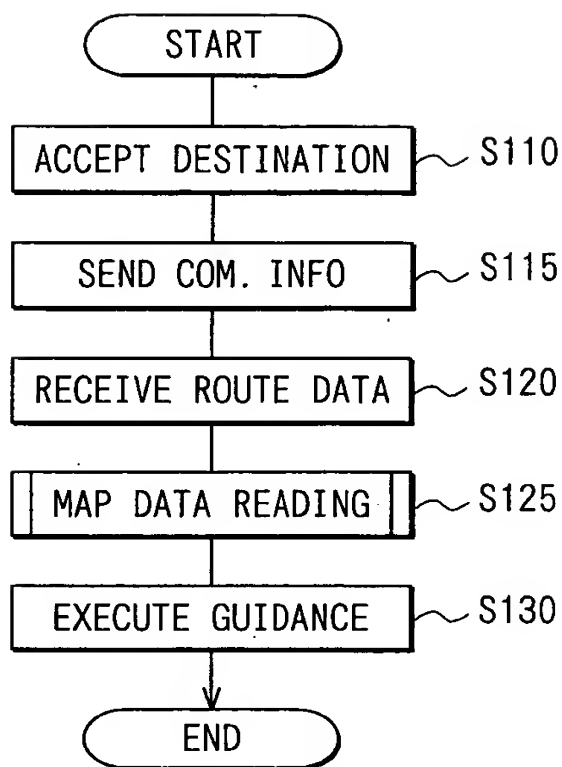 START
ACCEPT DESTINATION S110
SEND COM. INFO S115
RECEIVE ROUTE DATA S120
MAP DATA READING S125
EXECUTE GUIDANCE S130
END